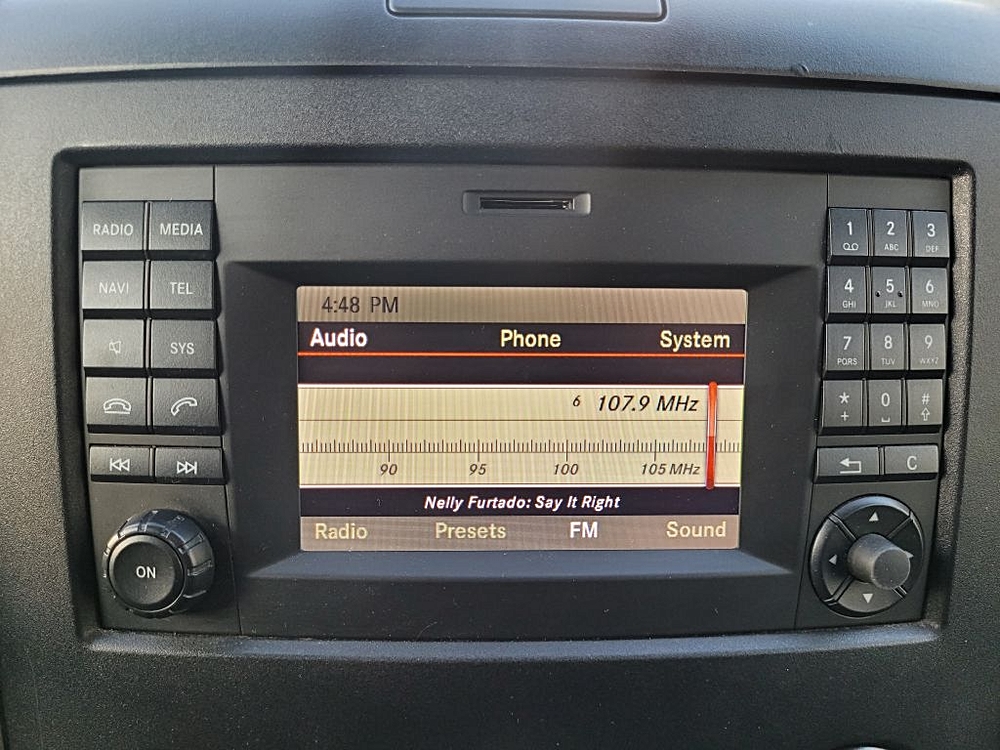 RADIO MEDIA
NAVI TEL
SYS
ON
4:48 PM
Audio Phone System
6 107.9 MHz
90 95 100 105 MHz
Nelly Furtado: Say It Right
Radio Presets FM Sound
1 2 ABC 3 DEF
4 GHI 5 JKL 6 MNO
7 PQRS 8 TUV 9 WXYZ
* + 0 #
C